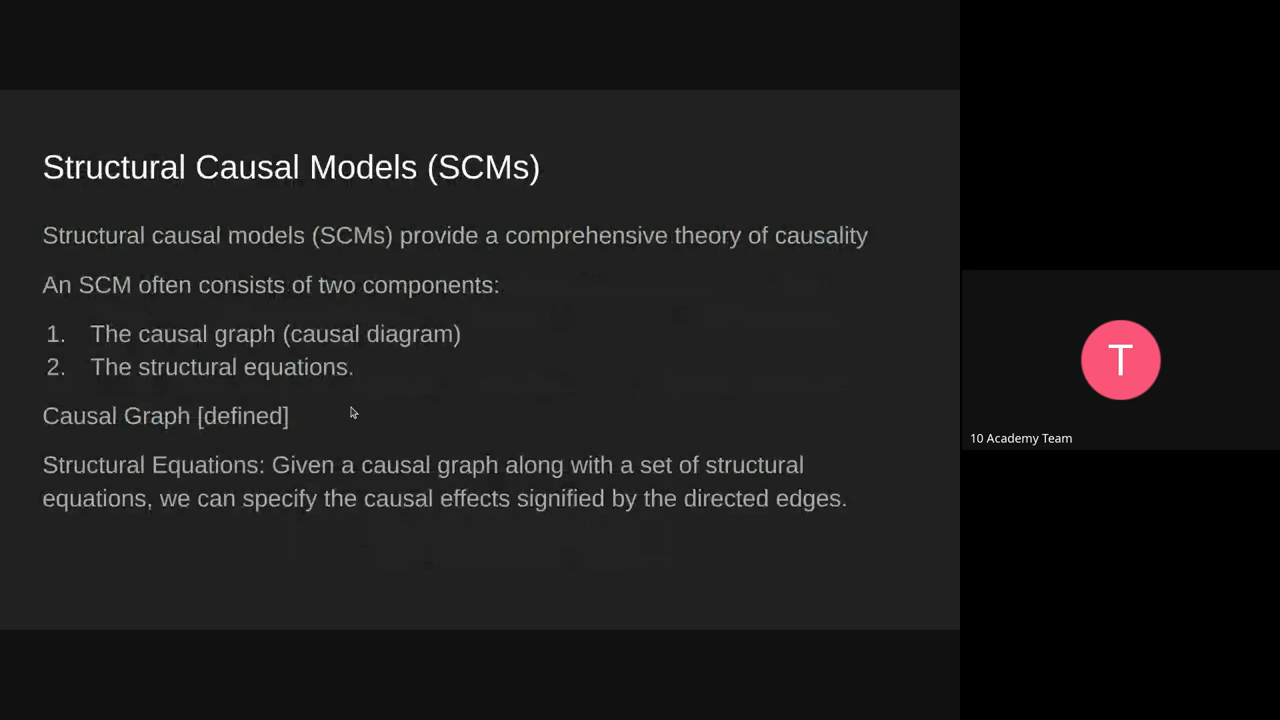 Structural Causal Models (SCMs)
Structural causal models (SCMs) provide a comprehensive theory of causality
An SCM often consists of two components:
1. The causal graph (causal diagram)
2. The structural equations.
Causal Graph [defined]
Structural Equations: Given a causal graph along with a set of structural
equations, we can specify the causal effects signified by the directed edges.
T
10 Academy Team